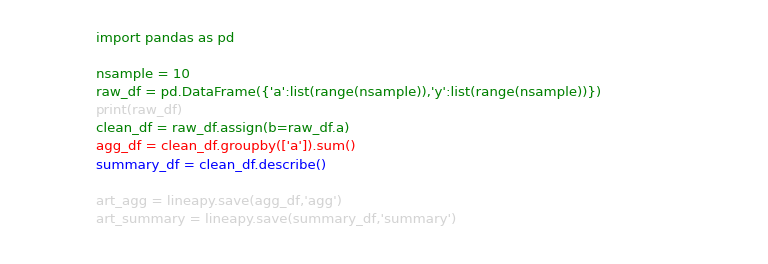 import pandas as pd
nsample = 10
raw_df = pd.DataFrame({'a':list(range(nsample)),'y':list(range(nsample))})
print(raw_df)
clean_df = raw_df.assign(b=raw_df.a)
agg_df = clean_df.groupby(['a']).sum()
summary_df = clean_df.describe()
art_agg = lineapy.save(agg_df,'agg')
art_summary = lineapy.save(summary_df,'summary')